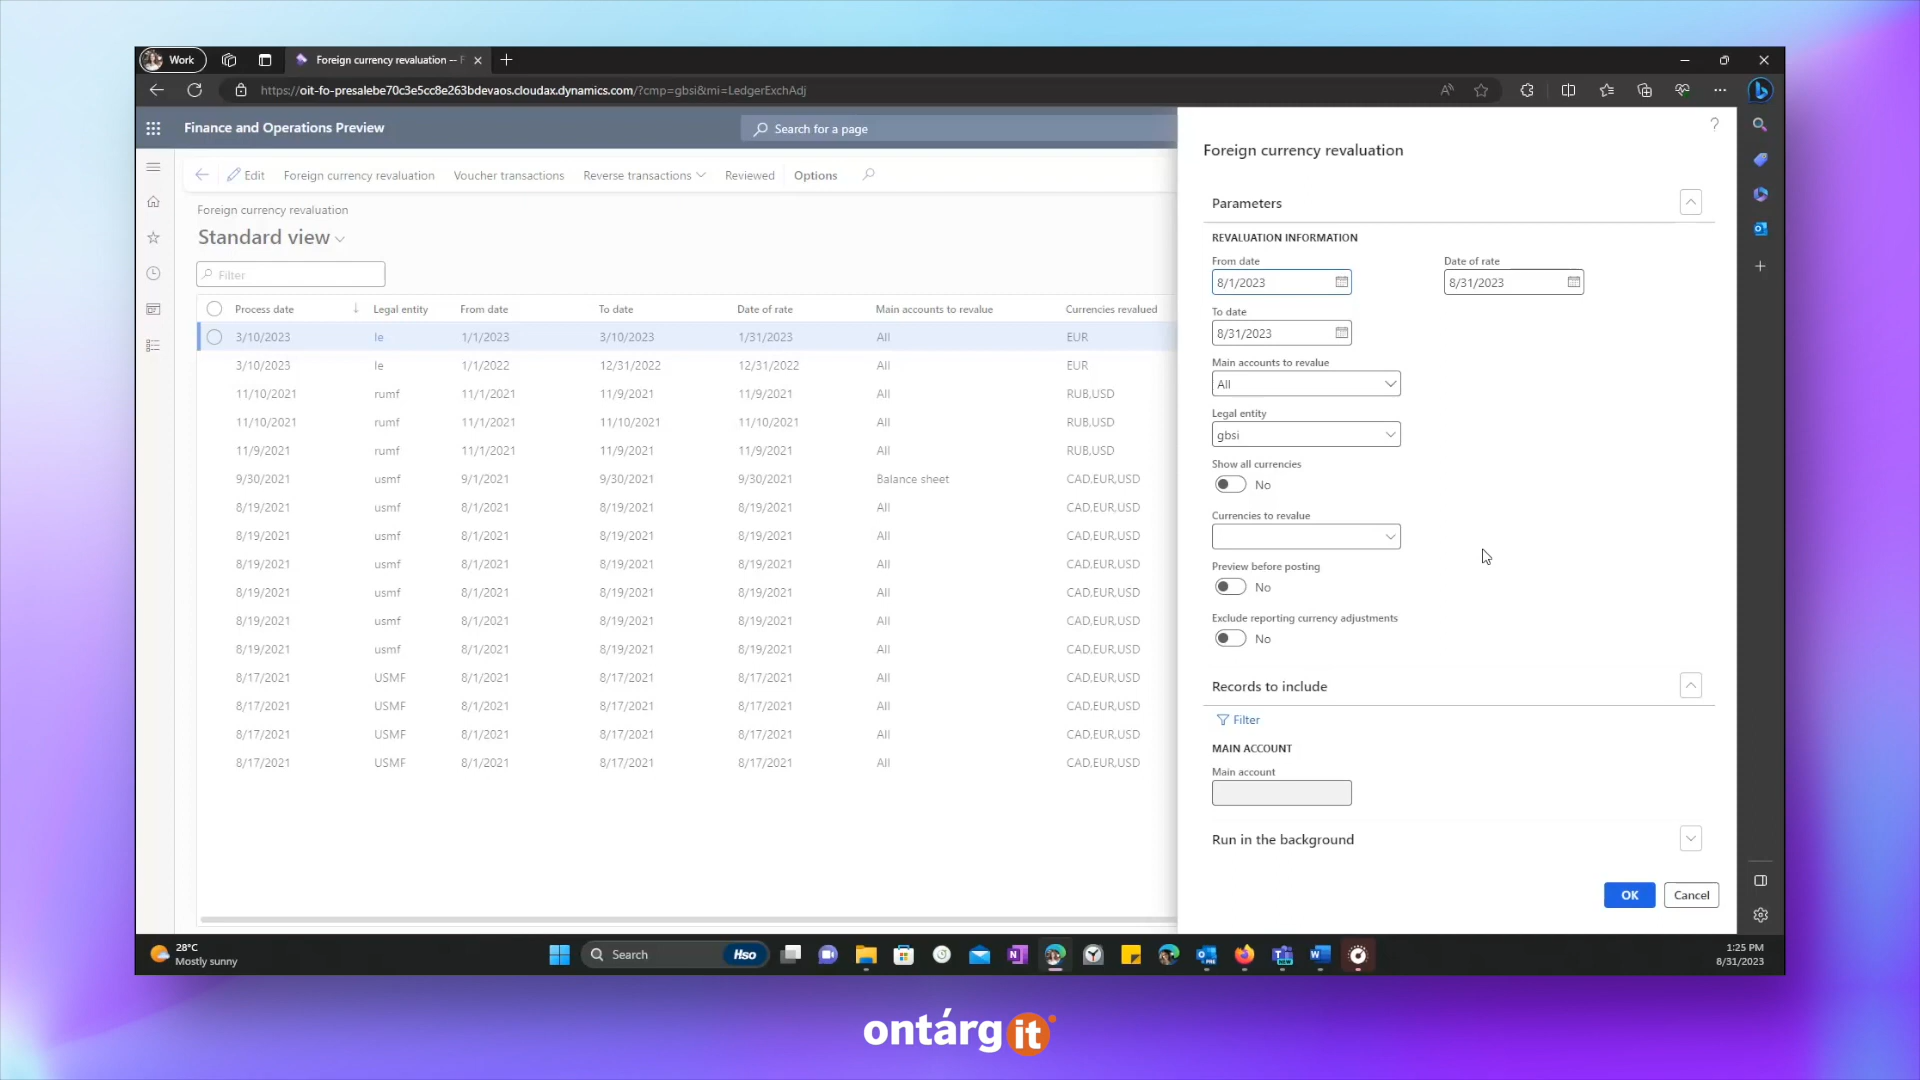 Work
Foreign currency revaluation -- F
https://oit-fo-presalebe70c3e5cc8e263bdevaos.cloudax.dynamics.com/?cmp=gbsi&mi=LedgerExchAdj
Finance and Operations Preview
Search for a page
Edit
Foreign currency revaluation
Voucher transactions
Reverse transactions
Reviewed
Options
Foreign currency revaluation
Standard view
Filter
Process date Legal entity From date To date Date of rate Main accounts to revalue Currencies revalued
3/10/2023 le 1/1/2023 3/10/2023 1/31/2023 All EUR
3/10/2023 le 1/1/2022 12/31/2022 12/31/2022 All EUR
11/10/2021 rumf 11/1/2021 11/9/2021 11/9/2021 All RUB,USD
11/10/2021 rumf 11/1/2021 11/10/2021 11/10/2021 All RUB,USD
11/9/2021 rumf 11/1/2021 11/9/2021 11/9/2021 All RUB,USD
9/30/2021 usmf 9/1/2021 9/30/2021 9/30/2021 Balance sheet CAD,EUR,USD
8/19/2021 usmf 8/1/2021 8/19/2021 8/19/2021 All CAD,EUR,USD
8/19/2021 usmf 8/1/2021 8/19/2021 8/19/2021 All CAD,EUR,USD
8/19/2021 usmf 8/1/2021 8/19/2021 8/19/2021 All CAD,EUR,USD
8/19/2021 usmf 8/1/2021 8/19/2021 8/19/2021 All CAD,EUR,USD
8/19/2021 usmf 8/1/2021 8/19/2021 8/19/2021 All CAD,EUR,USD
8/19/2021 usmf 8/1/2021 8/19/2021 8/19/2021 All CAD,EUR,USD
8/17/2021 USMF 8/1/2021 8/17/2021 8/17/2021 All CAD,EUR,USD
8/17/2021 USMF 8/1/2021 8/17/2021 8/17/2021 All CAD,EUR,USD
8/17/2021 USMF 8/1/2021 8/17/2021 8/17/2021 All CAD,EUR,USD
8/17/2021 USMF 8/1/2021 8/17/2021 8/17/2021 All CAD,EUR,USD
?
Foreign currency revaluation
Parameters
REVALUATION INFORMATION
From date
8/1/2023
Date of rate
8/31/2023
To date
8/31/2023
Main accounts to revalue
All
Legal entity
gbsi
Show all currencies
No
Currencies to revalue
Preview before posting
No
Exclude reporting currency adjustments
No
Records to include
Filter
MAIN ACCOUNT
Main account
Run in the background
OK
Cancel
28°C
Mostly sunny
Search
Hso
1:25 PM
8/31/2023
ontárgit